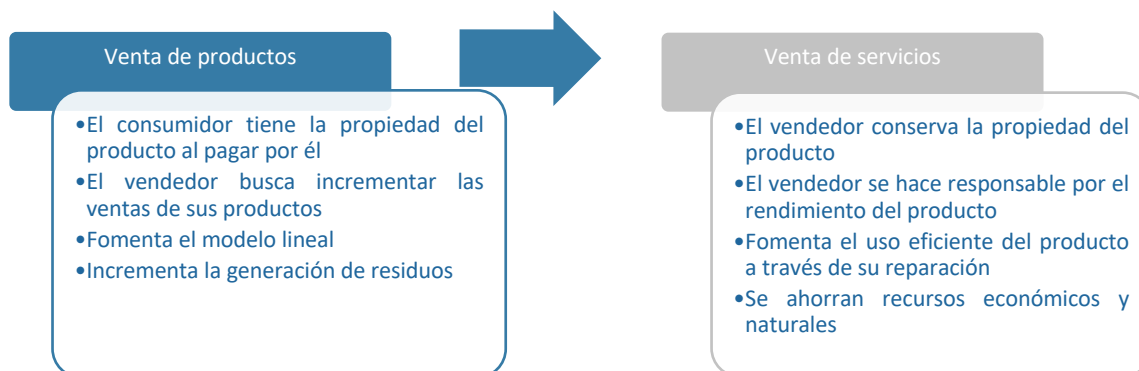 Venta de productos
•El consumidor tiene la propiedad del
producto al pagar por él
•El vendedor busca incrementar las
ventas de sus productos
•Fomenta el modelo lineal
•Incrementa la generación de residuos
Venta de servicios
•El vendedor conserva la propiedad del
producto
•El vendedor se hace responsable por el
rendimiento del producto
•Fomenta el uso eficiente del producto
a través de su reparación
•Se ahorran recursos económicos y
naturales